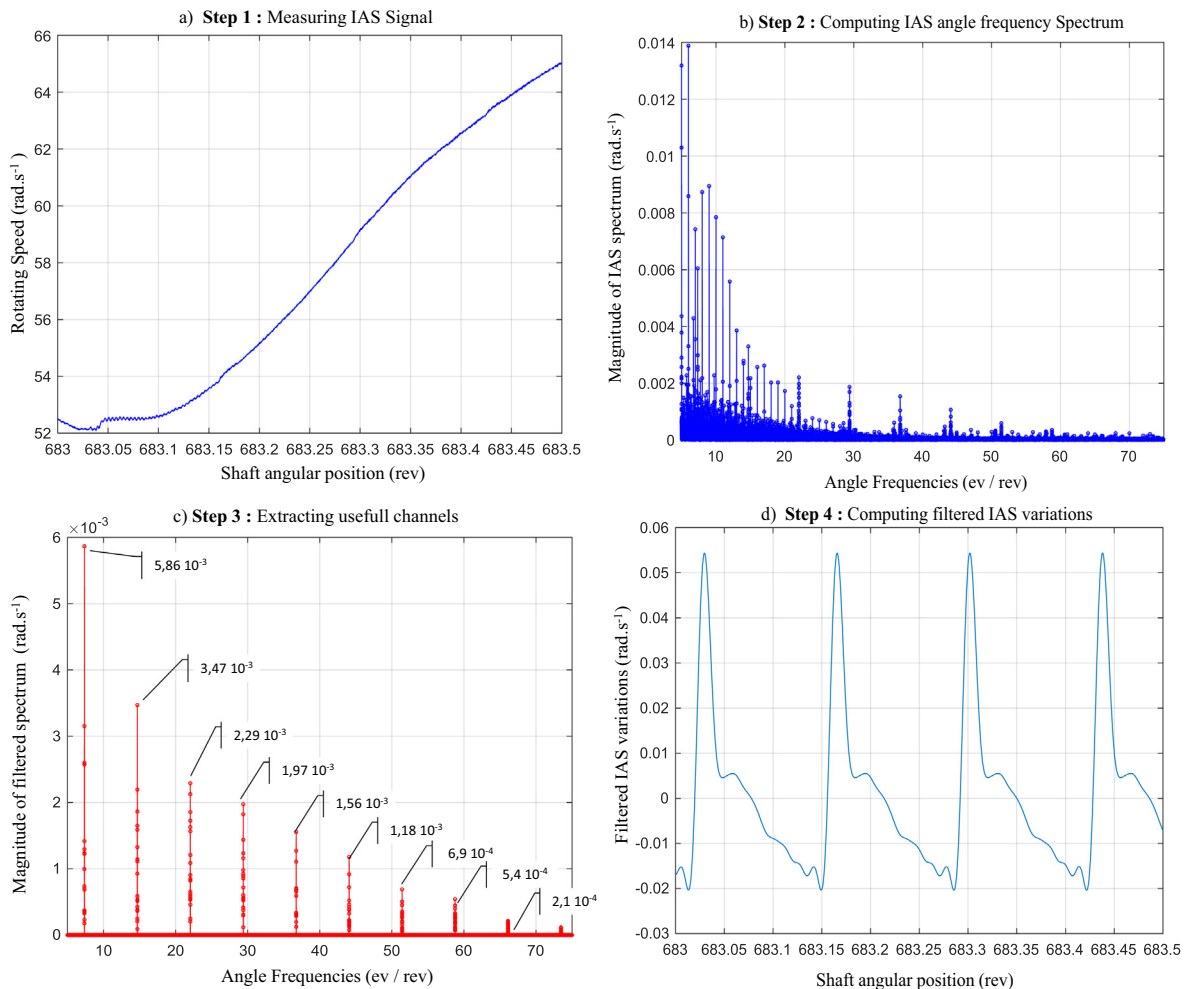 a) Step 1 : Measuring IAS Signal
66
64
62
60
58
56
54
52
Rotating Speed (rad.s-1 )
683 683.05 683.1 683.15 683.2 683.25 683.3 683.35 683.4 683.45 683.5
Shaft angular position (rev)
b) Step 2 : Computing IAS angle frequency Spectrum
0.014
0.012
0.01
0.008
0.006
0.004
0.002
0
Magnitude of IAS spectrum (rad.s-1)
10 20 30 40 50 60 70
Angle Frequencies (ev / rev)
c) Step 3 : Extracting usefull channels
×10-3
6
5
4
3
2
1
0
Magnitude of filtered spectrum (rad.s-1)
5,86 10-3
3,47 10-3
2,29 10-3
1,97 10-3
1,56 10-3
1,18 10-3
6,9 10-4
5,4 10-4
2,1 10-4
10 20 30 40 50 60 70
Angle Frequencies (ev / rev)
d) Step 4 : Computing filtered IAS variations
0.06
0.05
0.04
0.03
0.02
0.01
0
-0.01
-0.02
-0.03
Filtered IAS variations (rad.s-1)
683 683.05 683.1 683.15 683.2 683.25 683.3 683.35 683.4 683.45 683.5
Shaft angular position (rev)